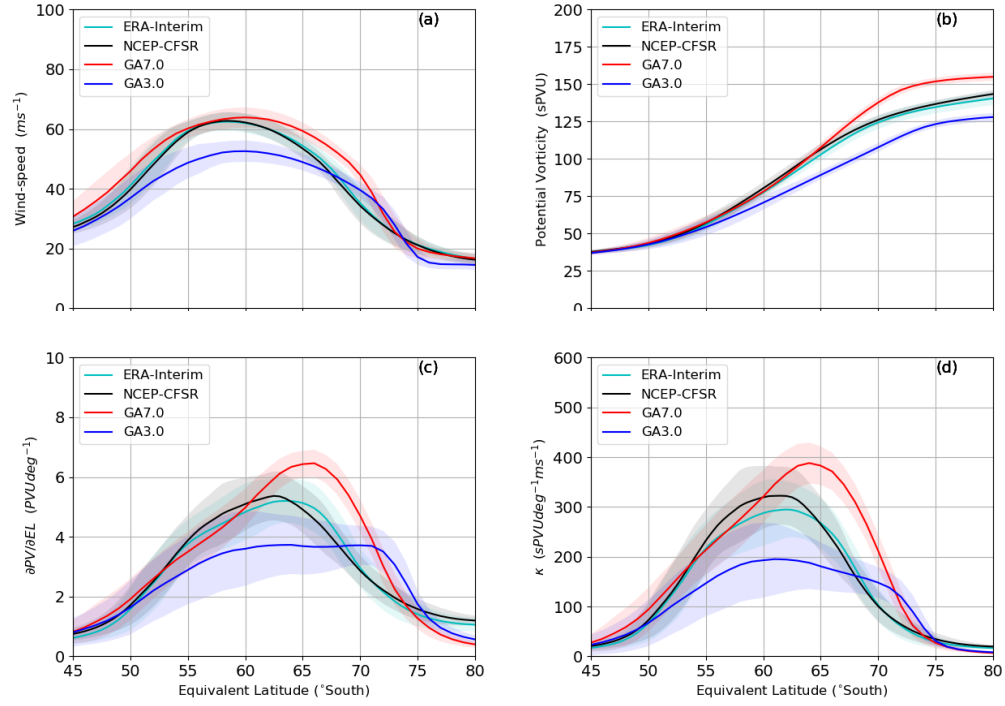 (a)
ERA-Interim
NCEP-CFSR
GA7.0
GA3.0
Wind-speed (ms⁻¹)
100
80
60
40
20
0
45 50 55 60 65 70 75 80
(b)
ERA-Interim
NCEP-CFSR
GA7.0
GA3.0
Potential Vorticity (sPVU)
200
175
150
125
100
75
50
25
0
45 50 55 60 65 70 75 80
(c)
ERA-Interim
NCEP-CFSR
GA7.0
GA3.0
∂PV/∂EL (PVUdeg⁻¹)
10
8
6
4
2
0
45 50 55 60 65 70 75 80
Equivalent Latitude (°South)
(d)
ERA-Interim
NCEP-CFSR
GA7.0
GA3.0
κ (sPVUdeg⁻¹ms⁻¹)
600
500
400
300
200
100
0
45 50 55 60 65 70 75 80
Equivalent Latitude (°South)